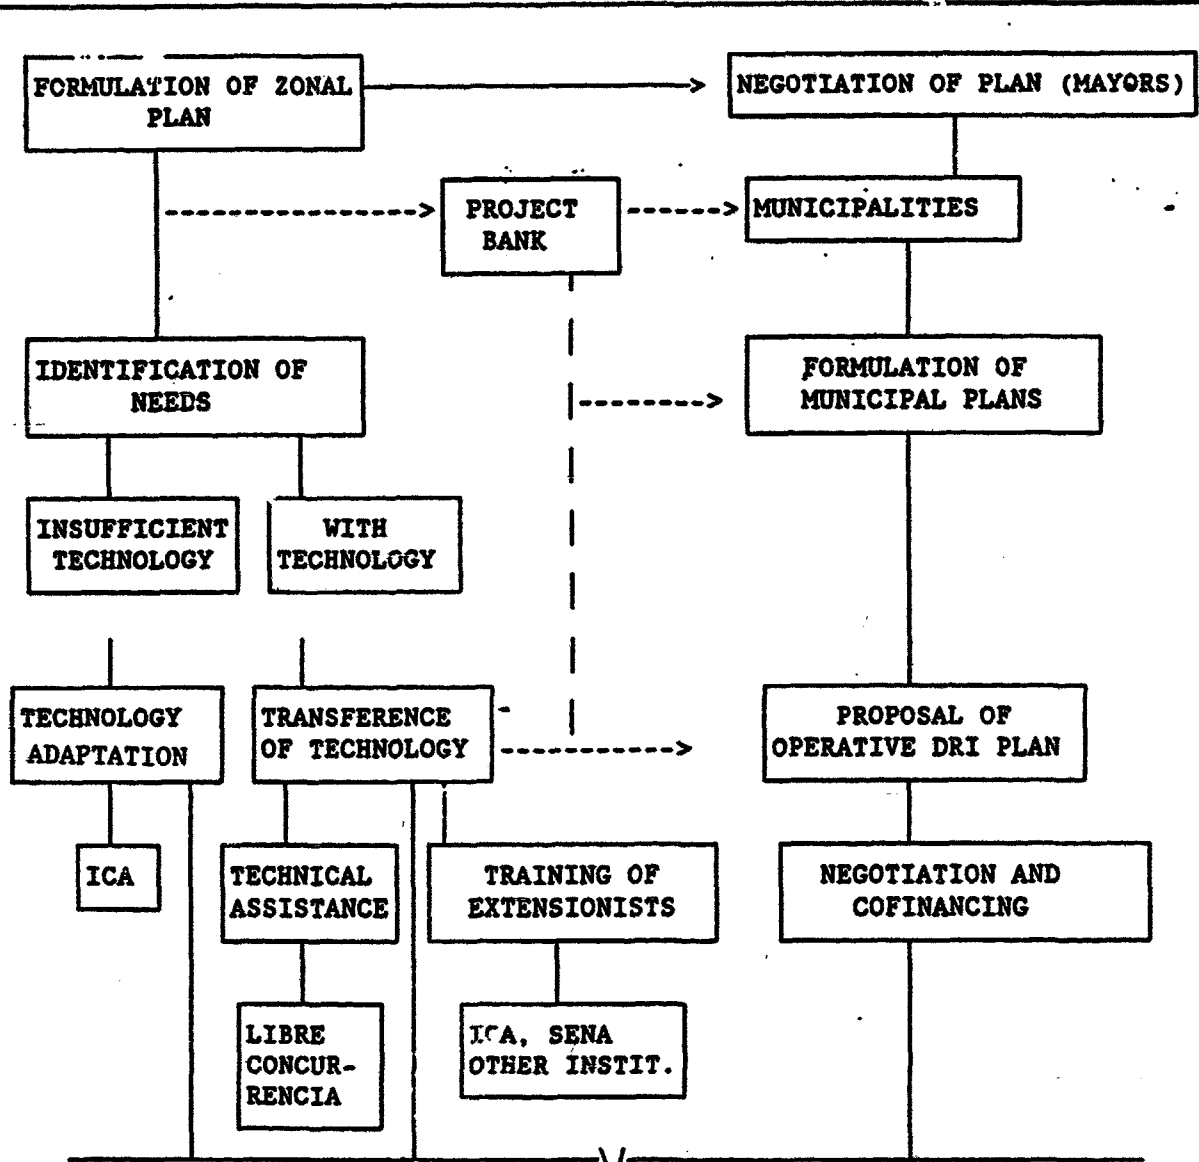 FORMULATION OF ZONAL
PLAN
NEGOTIATION OF PLAN (MAYORS)
PROJECT
BANK
MUNICIPALITIES
IDENTIFICATION OF
NEEDS
FORMULATION OF
MUNICIPAL PLANS
INSUFFICIENT
TECHNOLOGY
WITH
TECHNOLOGY
TECHNOLOGY
ADAPTATION
TRANSFERENCE
OF TECHNOLOGY
PROPOSAL OF
OPERATIVE DRI PLAN
ICA
TECHNICAL
ASSISTANCE
TRAINING OF
EXTENSIONISTS
NEGOTIATION AND
COFINANCING
LIBRE
CONCUR-
RENCIA
ICA, SENA
OTHER INSTIT.